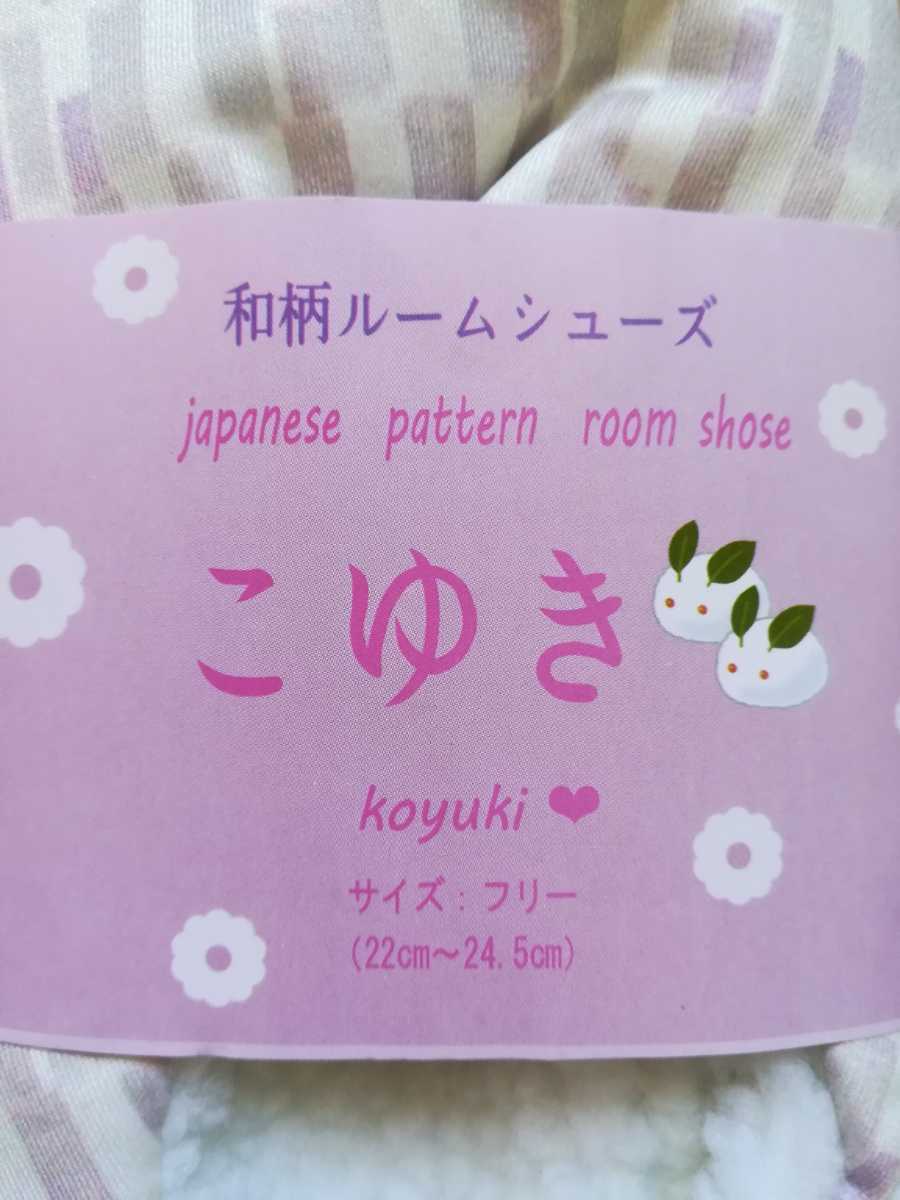 和柄ルームシューズ
japanese pattern room shose
こゆき
koyuki ❤
サイズ：フリー
(22cm～24.5cm)